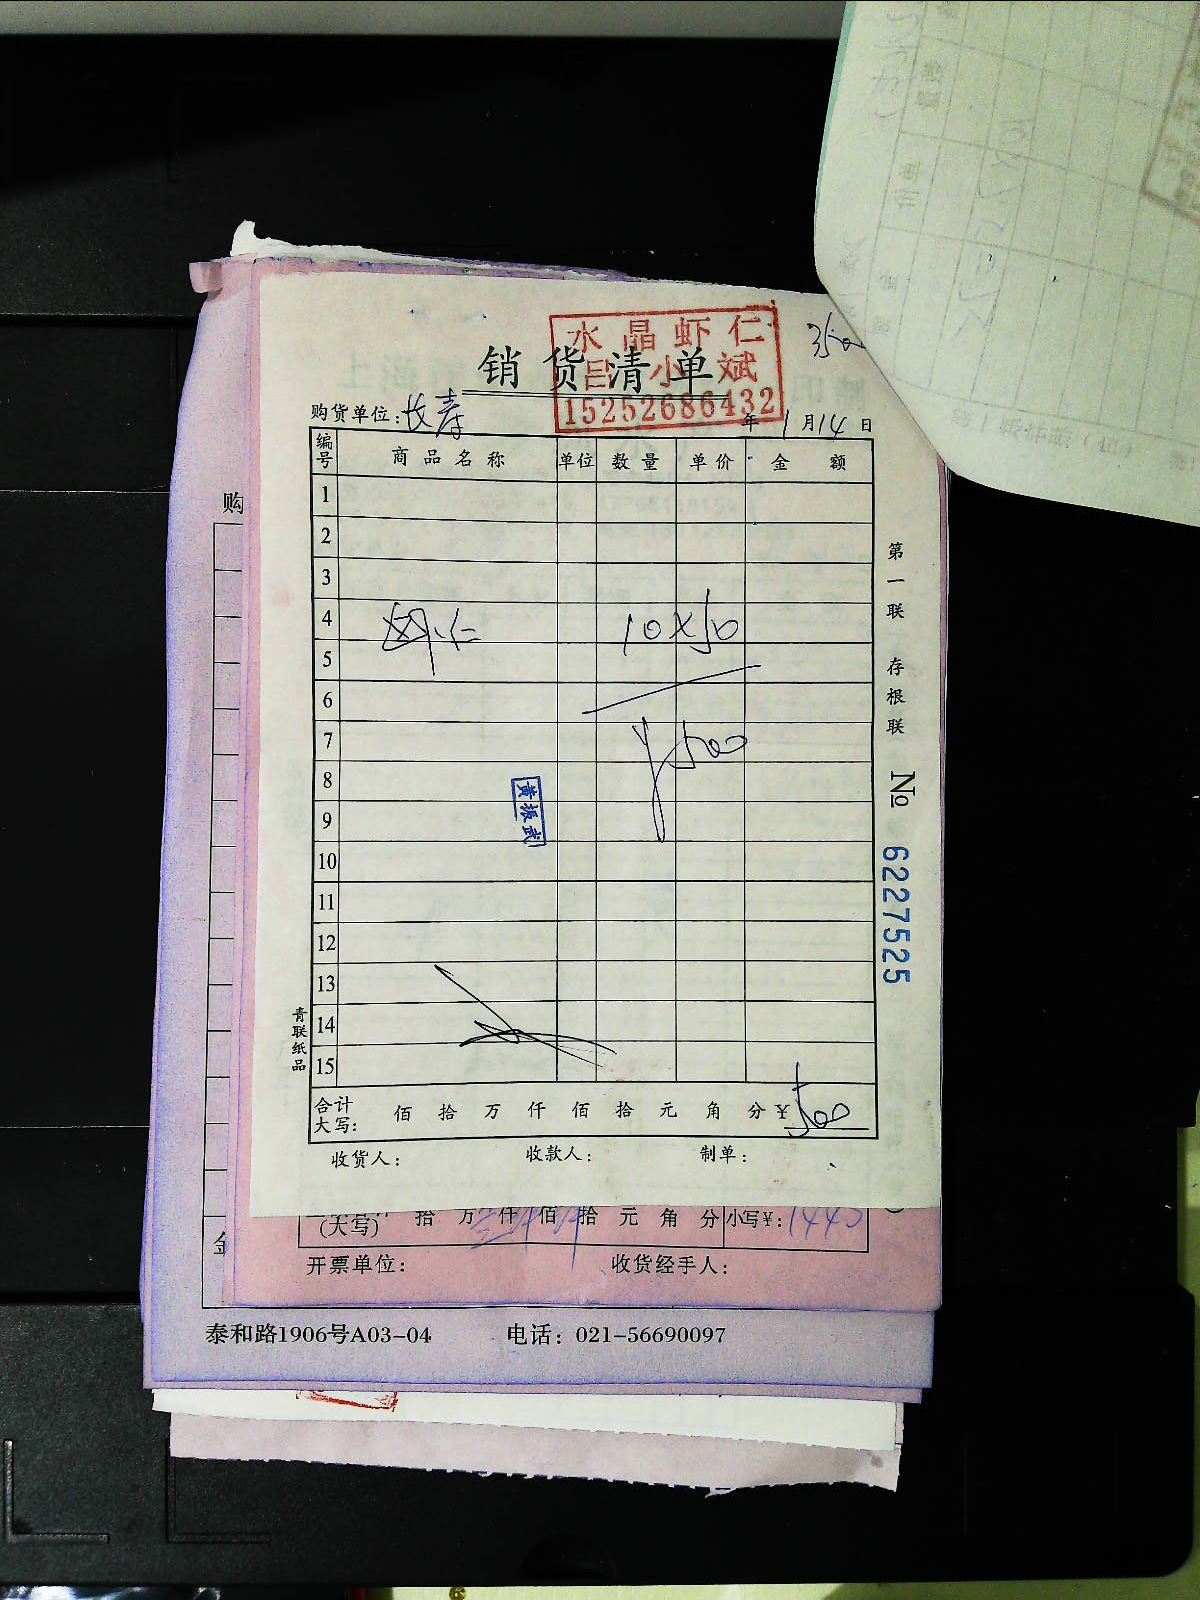 水晶虾仁
吕小斌
15252686432
销货清单
3500
购货单位:长寿 年1月14日
编号 商品名称 单位 数量 单价 金额
1
2
3
4 虾仁 10×50
5
6
7 ¥500
8
9
黄振武
10
11
12
13
14
15
合计大写: 佰 拾 万 仟 佰 拾 元 角 分 ¥500
收货人: 收款人: 制单:
第一联 存根联
№ 6227525
青联纸品
购
金
(大写) 拾 万 仟 佰 拾 元 角 分 小写¥:
开票单位: 收货经手人:
泰和路1906号A03-04 电话: 021-56690097